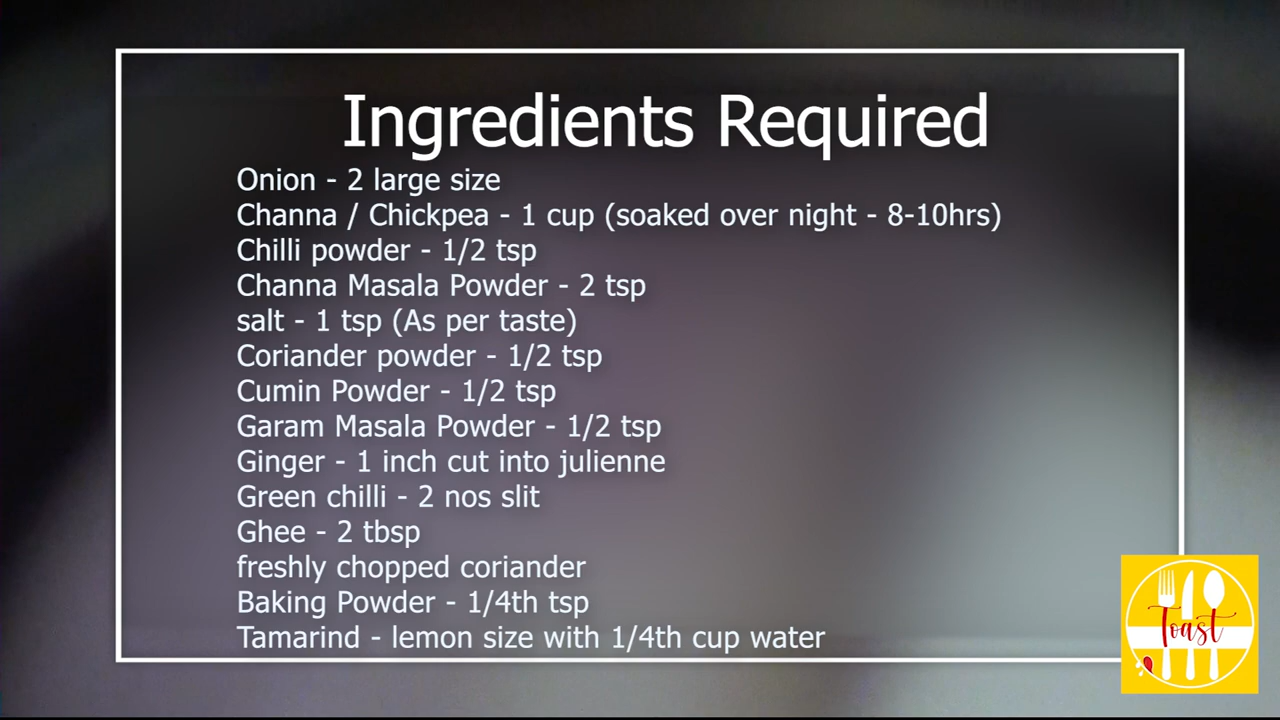 Ingredients Required
Onion - 2 large size
Channa / Chickpea - 1 cup (soaked over night - 8-10hrs)
Chilli powder - 1/2 tsp
Channa Masala Powder - 2 tsp
salt - 1 tsp (As per taste)
Coriander powder - 1/2 tsp
Cumin Powder - 1/2 tsp
Garam Masala Powder - 1/2 tsp
Ginger - 1 inch cut into julienne
Green chilli - 2 nos slit
Ghee - 2 tbsp
freshly chopped coriander
Baking Powder - 1/4th tsp
Tamarind - lemon size with 1/4th cup water
Toast